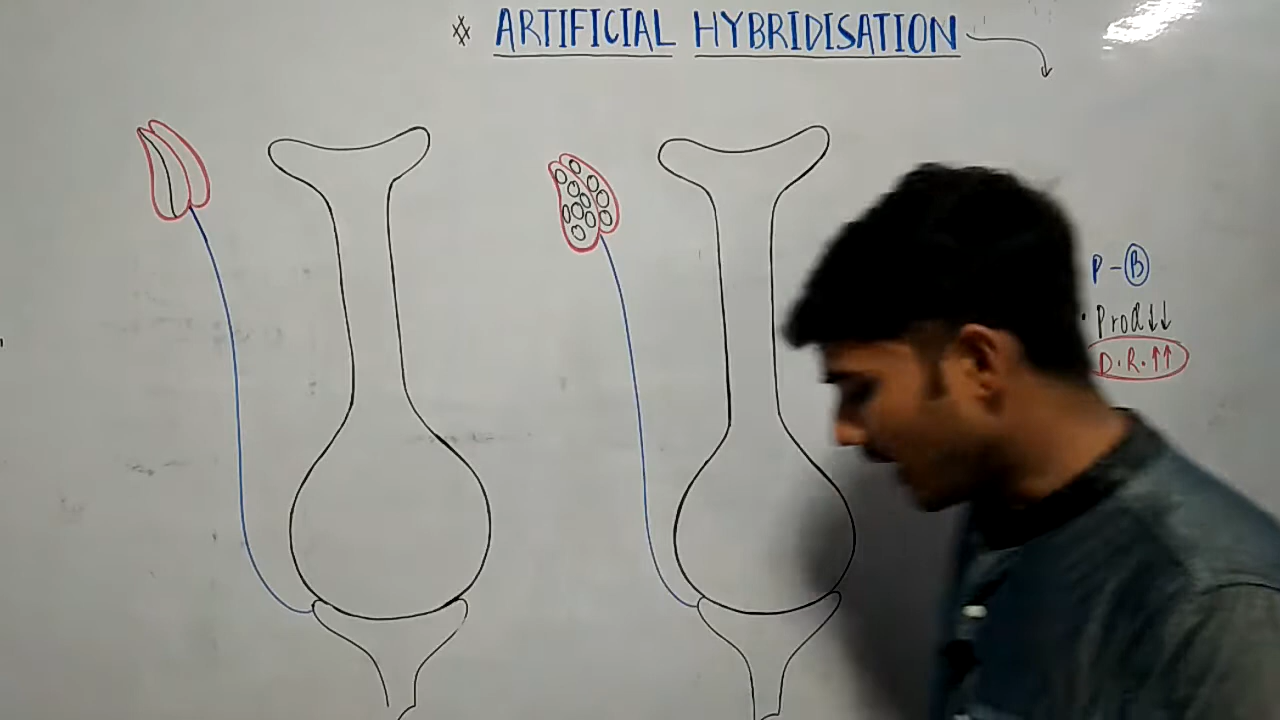 * ARTIFICIAL HYBRIDISATION
P - B
• Prod↓↓
D.R.↑↑